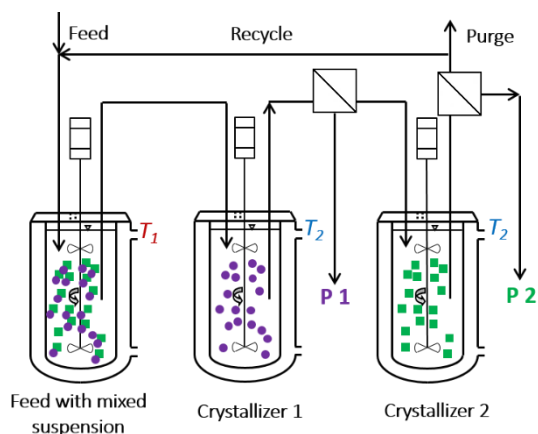 Feed
Recycle
Purge
T1
T2
T2
P 1
P 2
Feed with mixed
suspension
Crystallizer 1
Crystallizer 2